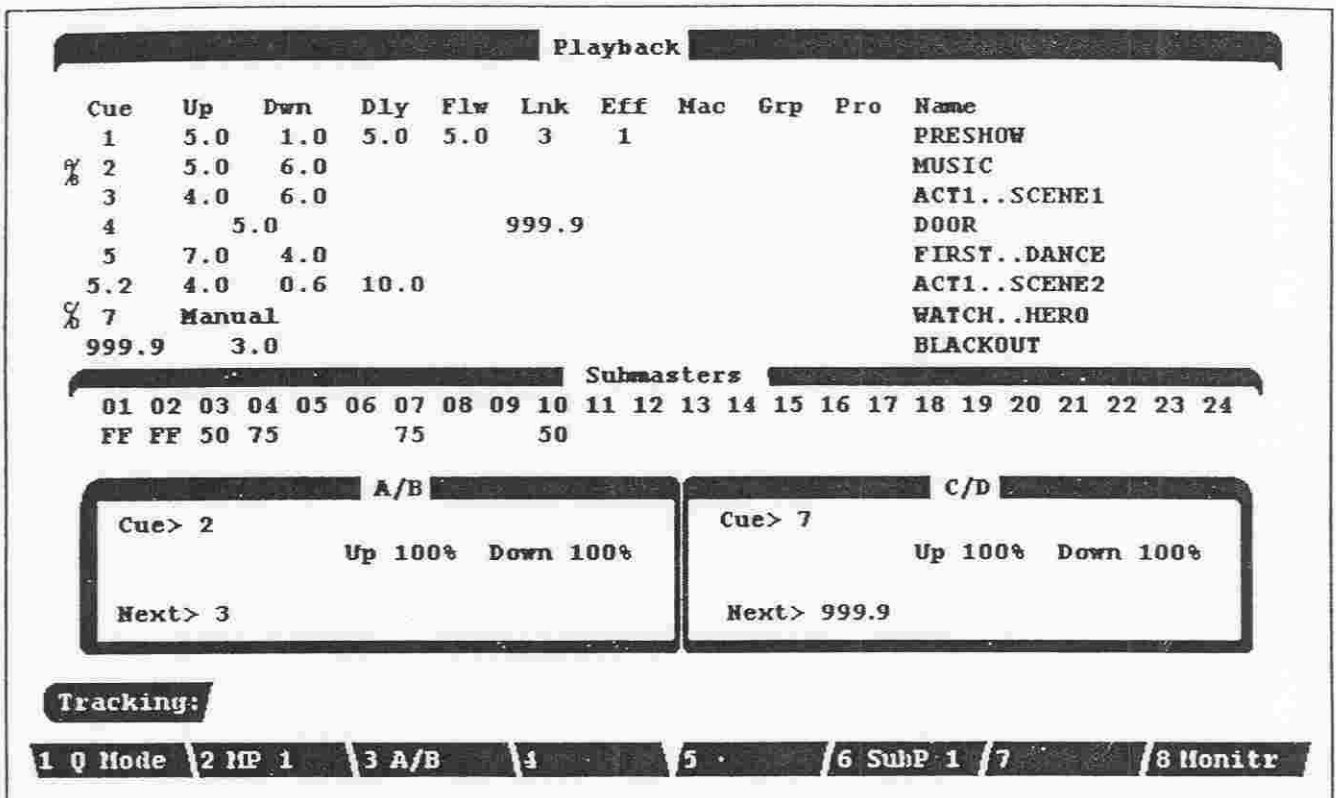 Playback
Cue Up Dwn Dly Flw Lnk Eff Mac Grp Pro Name
1 5.0 1.0 5.0 5.0 3 1 PRESHOW
A/B 2 5.0 6.0 MUSIC
3 4.0 6.0 ACT1..SCENE1
4 5.0 999.9 DOOR
5 7.0 4.0 FIRST..DANCE
5.2 4.0 0.6 10.0 ACT1..SCENE2
C/D 7 Manual WATCH..HERO
999.9 3.0 BLACKOUT
Submasters
01 02 03 04 05 06 07 08 09 10 11 12 13 14 15 16 17 18 19 20 21 22 23 24
FF FF 50 75 75 50
A/B
Cue> 2
Up 100% Down 100%
Next> 3
C/D
Cue> 7
Up 100% Down 100%
Next> 999.9
Tracking:
1 Q Mode 2 MP 1 3 A/B 4 5 6 SubP 1 7 8 Monitr